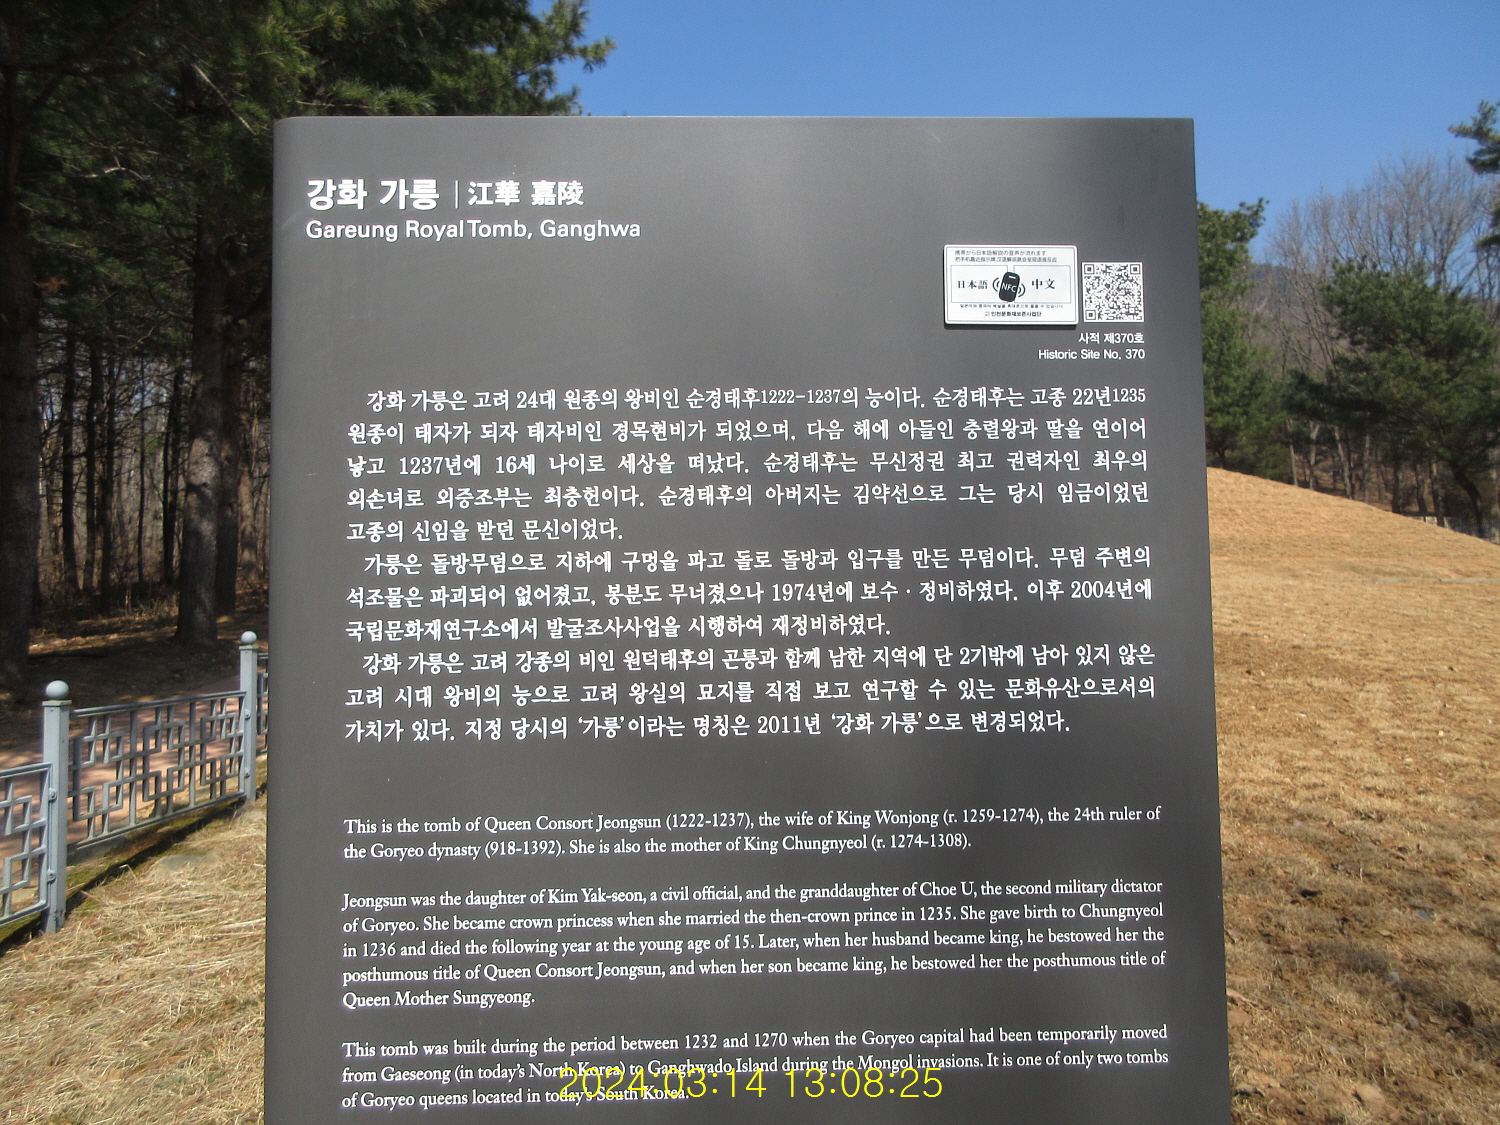 강화 가릉 | 江華 嘉陵
Gareung Royal Tomb, Ganghwa
日本語 NFC 中文
사적 제370호
Historic Site No. 370
강화 가릉은 고려 24대 원종의 왕비인 순경태후1222-1237의 능이다. 순경태후는 고종 22년1235
원종이 태자가 되자 태자비인 경목현비가 되었으며, 다음 해에 아들인 충렬왕과 딸을 연이어
낳고 1237년에 16세 나이로 세상을 떠났다. 순경태후는 무신정권 최고 권력자인 최우의
외손녀로 외증조부는 최충헌이다. 순경태후의 아버지는 김약선으로 그는 당시 임금이었던
고종의 신임을 받던 문신이었다.
가릉은 돌방무덤으로 지하에 구멍을 파고 돌로 돌방과 입구를 만든 무덤이다. 무덤 주변의
석조물은 파괴되어 없어졌고, 봉분도 무너졌으나 1974년에 보수 · 정비하였다. 이후 2004년에
국립문화재연구소에서 발굴조사사업을 시행하여 재정비하였다.
강화 가릉은 고려 강종의 비인 원덕태후의 곤릉과 함께 남한 지역에 단 2기밖에 남아 있지 않은
고려 시대 왕비의 능으로 고려 왕실의 묘지를 직접 보고 연구할 수 있는 문화유산으로서의
가치가 있다. 지정 당시의 ‘가릉’이라는 명칭은 2011년 ‘강화 가릉’으로 변경되었다.
This is the tomb of Queen Consort Jeongsun (1222-1237), the wife of King Wonjong (r. 1259-1274), the 24th ruler of
the Goryeo dynasty (918-1392). She is also the mother of King Chungnyeol (r. 1274-1308).
Jeongsun was the daughter of Kim Yak-seon, a civil official, and the granddaughter of Choe U, the second military dictator
of Goryeo. She became crown princess when she married the then-crown prince in 1235. She gave birth to Chungnyeol
in 1236 and died the following year at the young age of 15. Later, when her husband became king, he bestowed her the
posthumous title of Queen Consort Jeongsun, and when her son became king, he bestowed her the posthumous title of
Queen Mother Sungyeong.
This tomb was built during the period between 1232 and 1270 when the Goryeo capital had been temporarily moved
from Gaeseong (in today's North Korea) to Ganghwado Island during the Mongol invasions. It is one of only two tombs
of Goryeo queens located in today's South Korea.
2024:03:14 13:08:25